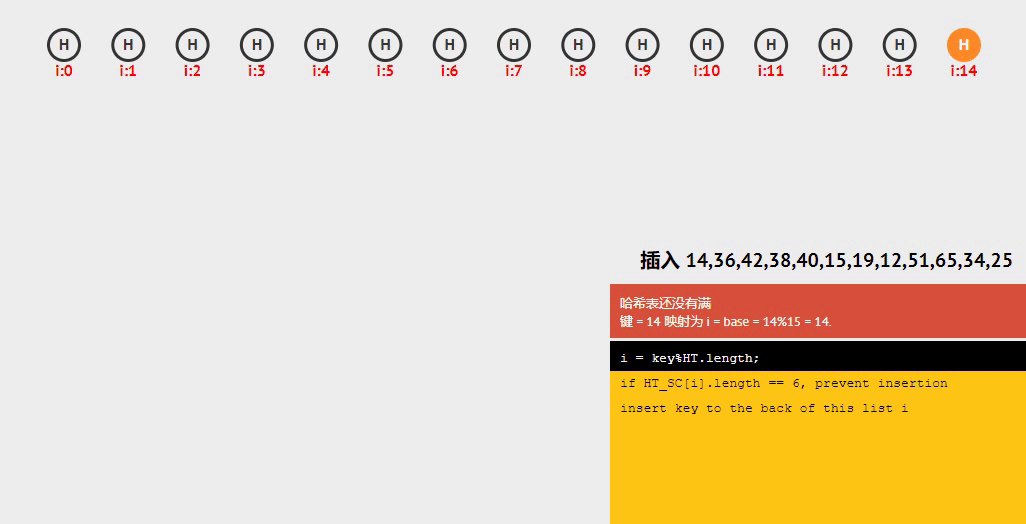 H H H H H H H H H H H H H H H
i:0 i:1 i:2 i:3 i:4 i:5 i:6 i:7 i:8 i:9 i:10 i:11 i:12 i:13 i:14
插入 14,36,42,38,40,15,19,12,51,65,34,25
哈希表还没有满
键 = 14 映射为 i = base = 14%15 = 14.
i = key%HT.length;
if HT_SC[i].length == 6, prevent insertion
insert key to the back of this list i